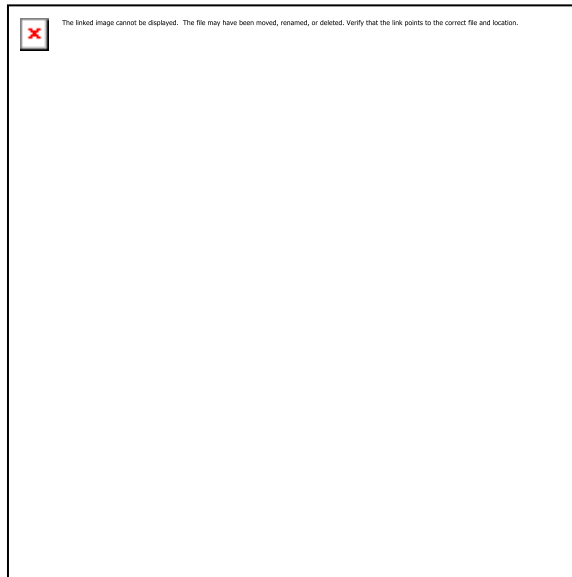 The linked image cannot be displayed.  The file may have been moved, renamed, or deleted. Verify that the link points to the correct file and location.